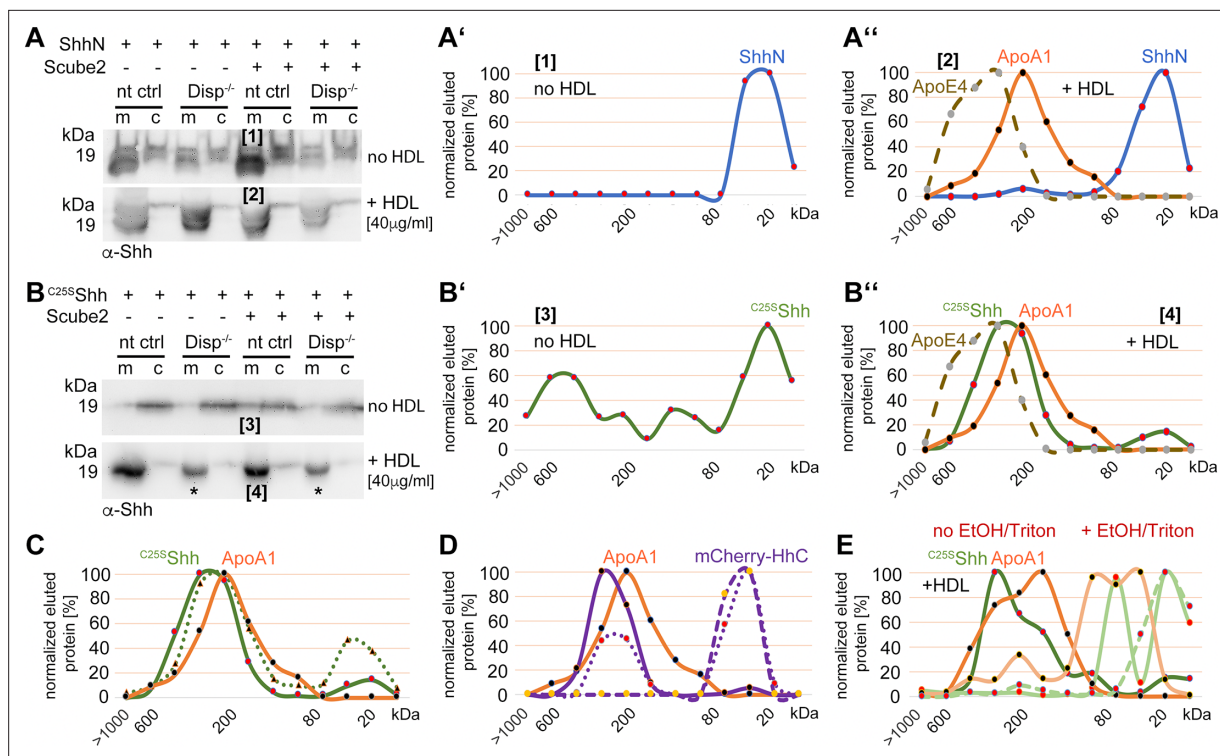 A
ShhN + + + + + + + +
Scube2 - - - - + + + +
nt ctrl Disp-/- nt ctrl Disp-/-
m c m c m c m c
kDa
19
[1]
no HDL
kDa
19
[2]
+ HDL
[40µg/ml]
α-Shh
A‘
[1]
no HDL
ShhN
normalized eluted
protein [%]
100
80
60
40
20
0
>1000 600 200 80 20 kDa
A‘‘
[2]
ApoE4
ApoA1
+ HDL
ShhN
normalized eluted
protein [%]
100
80
60
40
20
0
>1000 600 200 80 20 kDa
B
C25SShh + + + + + + + +
Scube2 - - - - + + + +
nt ctrl Disp-/- nt ctrl Disp-/-
m c m c m c m c
kDa
19
no HDL
[3]
kDa
19
+ HDL
[40µg/ml]
* [4] *
α-Shh
B‘
[3]
no HDL
C25SShh
normalized eluted
protein [%]
100
80
60
40
20
0
>1000 600 200 80 20 kDa
B‘‘
C25SShh
ApoA1
[4]
ApoE4
+ HDL
normalized eluted
protein [%]
100
80
60
40
20
0
>1000 600 200 80 20 kDa
C
C25SShh ApoA1
normalized eluted
protein [%]
100
80
60
40
20
0
>1000 600 200 80 20 kDa
D
ApoA1
mCherry-HhC
normalized eluted
protein [%]
100
80
60
40
20
0
>1000 600 200 80 20 kDa
E
no EtOH/Triton + EtOH/Triton
C25SShh ApoA1
+HDL
normalized eluted
protein [%]
100
80
60
40
20
0
>1000 600 200 80 20 kDa